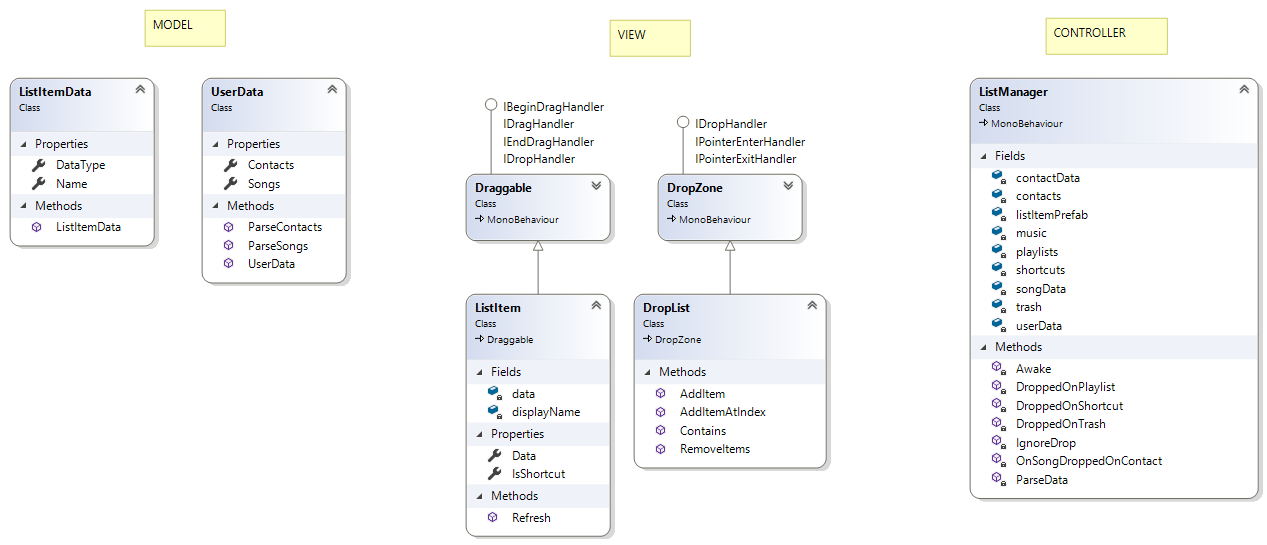 MODEL
VIEW
CONTROLLER
ListItemData
Class
Properties
DataType
Name
Methods
ListItemData
UserData
Class
Properties
Contacts
Songs
Methods
ParseContacts
ParseSongs
UserData
IBeginDragHandler
IDragHandler
IEndDragHandler
IDropHandler
Draggable
Class
MonoBehaviour
ListItem
Class
Draggable
Fields
data
displayName
Properties
Data
IsShortcut
Methods
Refresh
IDropHandler
IPointerEnterHandler
IPointerExitHandler
DropZone
Class
MonoBehaviour
DropList
Class
DropZone
Methods
AddItem
AddItemAtIndex
Contains
RemoveItems
ListManager
Class
MonoBehaviour
Fields
contactData
contacts
listItemPrefab
music
playlists
shortcuts
songData
trash
userData
Methods
Awake
DroppedOnPlaylist
DroppedOnShortcut
DroppedOnTrash
IgnoreDrop
OnSongDroppedOnContact
ParseData